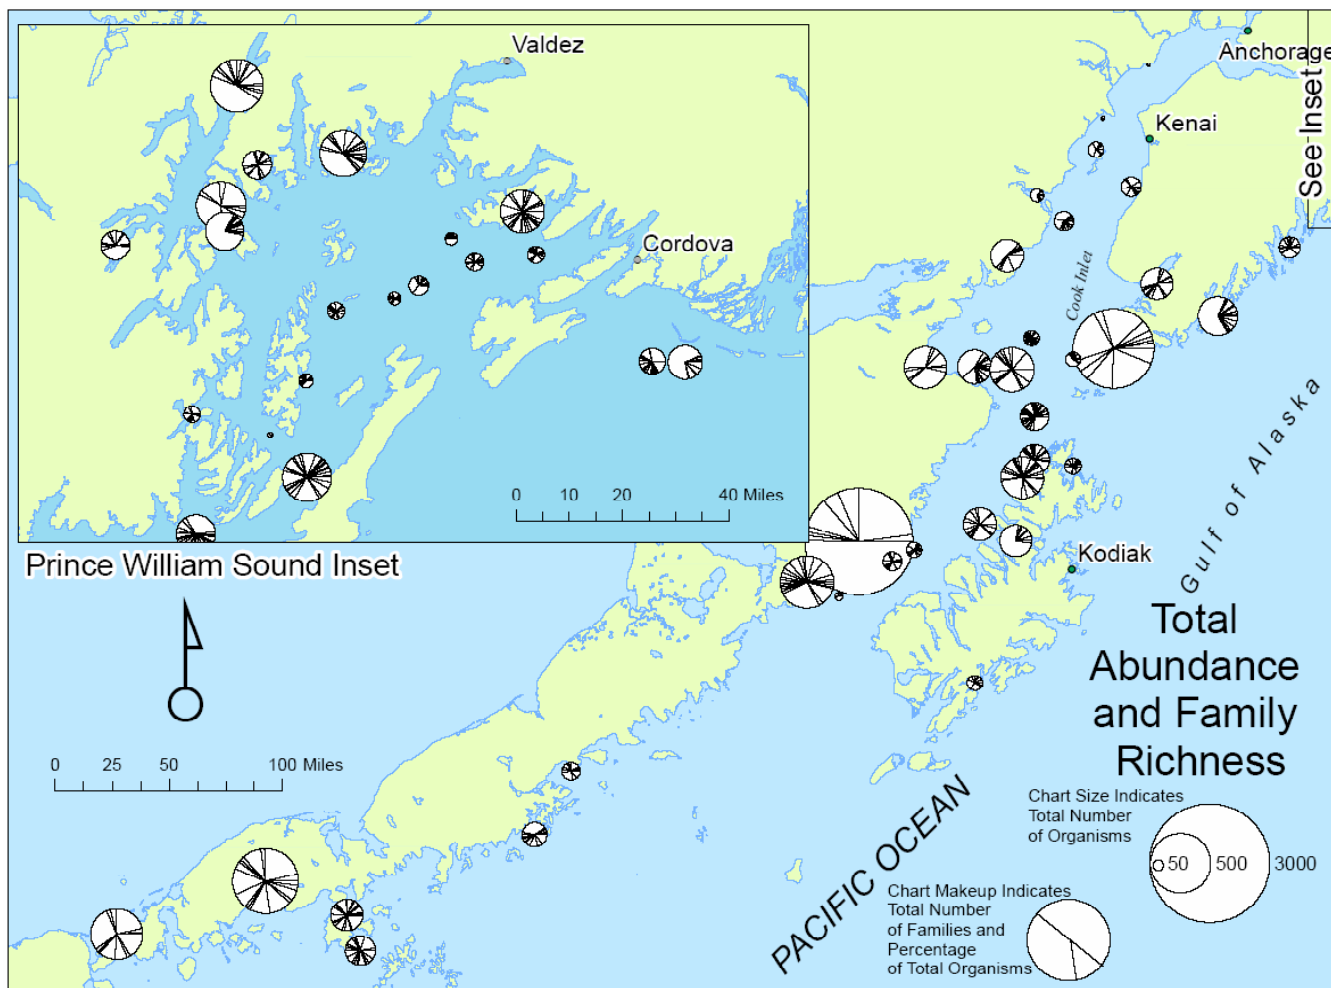 Valdez
Cordova
0 10 20 40 Miles
Prince William Sound Inset
Anchorage
See Inset
Kenai
Cook Inlet
Gulf of Alaska
Kodiak
Total
Abundance
and Family
Richness
0 25 50 100 Miles
PACIFIC OCEAN
Chart Size Indicates
Total Number
of Organisms
50 500 3000
Chart Makeup Indicates
Total Number
of Families and
Percentage
of Total Organisms